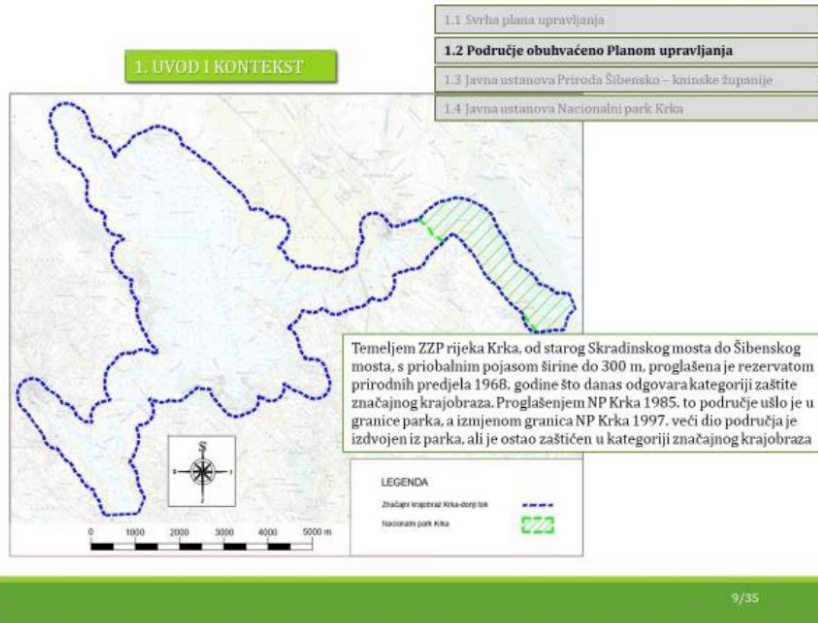 1.1 Svrha plana upravljanja
1.2 Područje obuhvaćeno Planom upravljanja
1.3 Javna ustanova Priroda Šibensko – kninske županije
1.4 Javna ustanova Nacionalni park Krka
1. UVOD I KONTEKST
Temeljem ZZP rijeka Krka, od starog Skradinskog mosta do Šibenskog
mosta, s priobalnim pojasom širine do 300 m, proglašena je rezervatom
prirodnih predjela 1968. godine što danas odgovara kategoriji zaštite
značajnog krajobraza. Proglašenjem NP Krka 1985. to područje ušlo je u
granice parka, a izmjenom granica NP Krka 1997. veći dio područja je
izdvojen iz parka, ali je ostao zaštićen u kategoriji značajnog krajobraza
S
LEGENDA
Značajni krajobraz Krka-donji tok
Nacionalni park Krka
0 1000 2000 3000 4000 5000 m
9/35